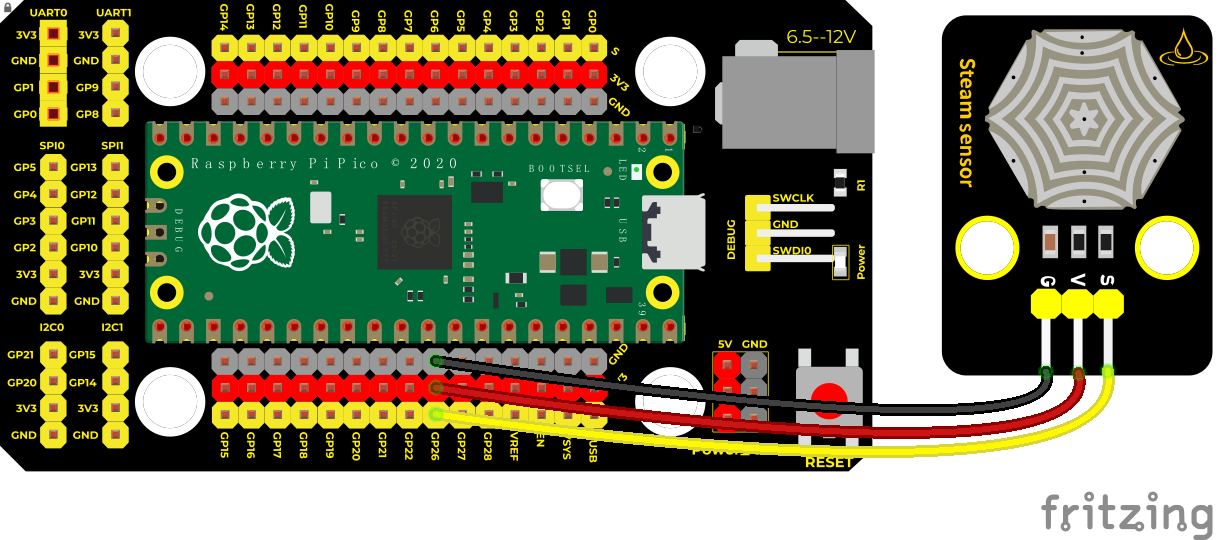 UART0 UART1
3V3 3V3
GND GND
GP1 GP9
GP0 GP8
SPI0 SPI1
GP5 GP13
GP4 GP12
GP3 GP11
GP2 GP10
3V3 3V3
GND GND
I2C0 I2C1
GP21 GP15
GP20 GP14
3V3 3V3
GND GND
GP14 GP13 GP12 GP11 GP10 GP9 GP8 GP7 GP6 GP5 GP4 GP3 GP2 GP1 GP0
S
3V3
GND
Raspberry Pi Pico © 2020
BOOTSEL
LED
USB
DEBUG
2
1
39
GND
GP15 GP16 GP17 GP18 GP19 GP20 GP21 GP22 GP26 GP27 GP28 VREF EN VSYS
6.5--12V
R1
DEBUG
SWCLK
GND
SWDI0
Power
5V GND
RESET
Steam sensor
G V S
fritzing